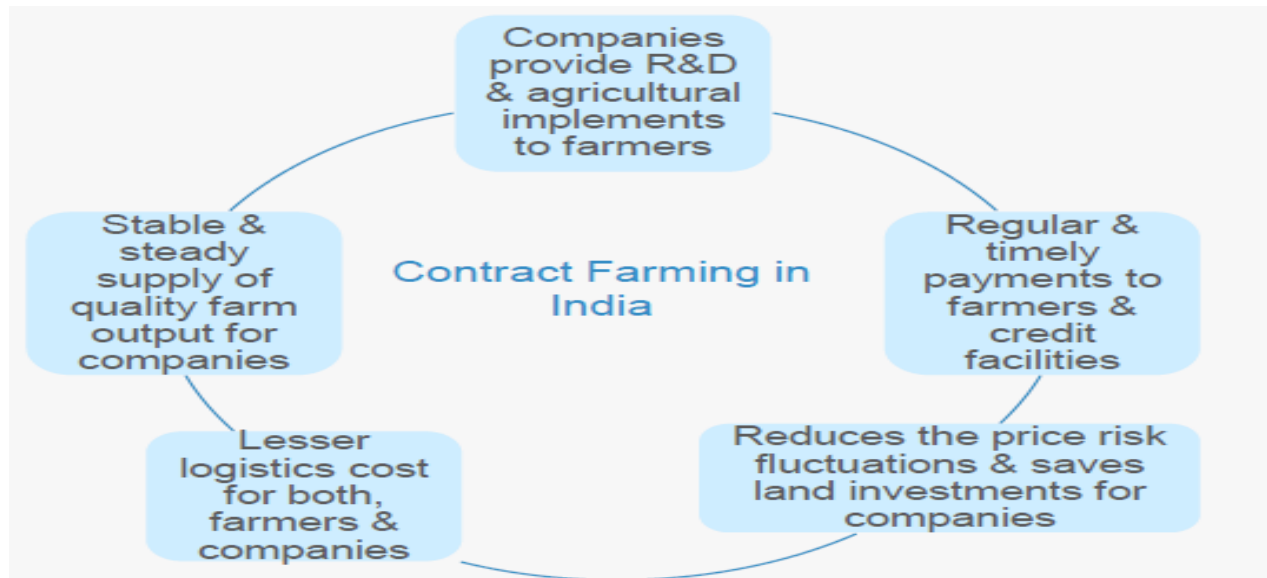 Companies
provide R&D
& agricultural
implements
to farmers
Stable &
steady
supply of
quality farm
output for
companies
Contract Farming in
India
Regular &
timely
payments to
farmers &
credit
facilities
Lesser
logistics cost
for both,
farmers &
companies
Reduces the price risk
fluctuations & saves
land investments for
companies